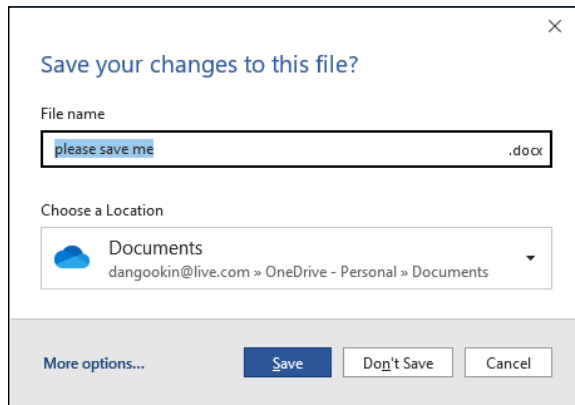 Save your changes to this file?
File name
please save me .docx
Choose a Location
Documents
dangookin@live.com » OneDrive - Personal » Documents
More options... Save Don't Save Cancel